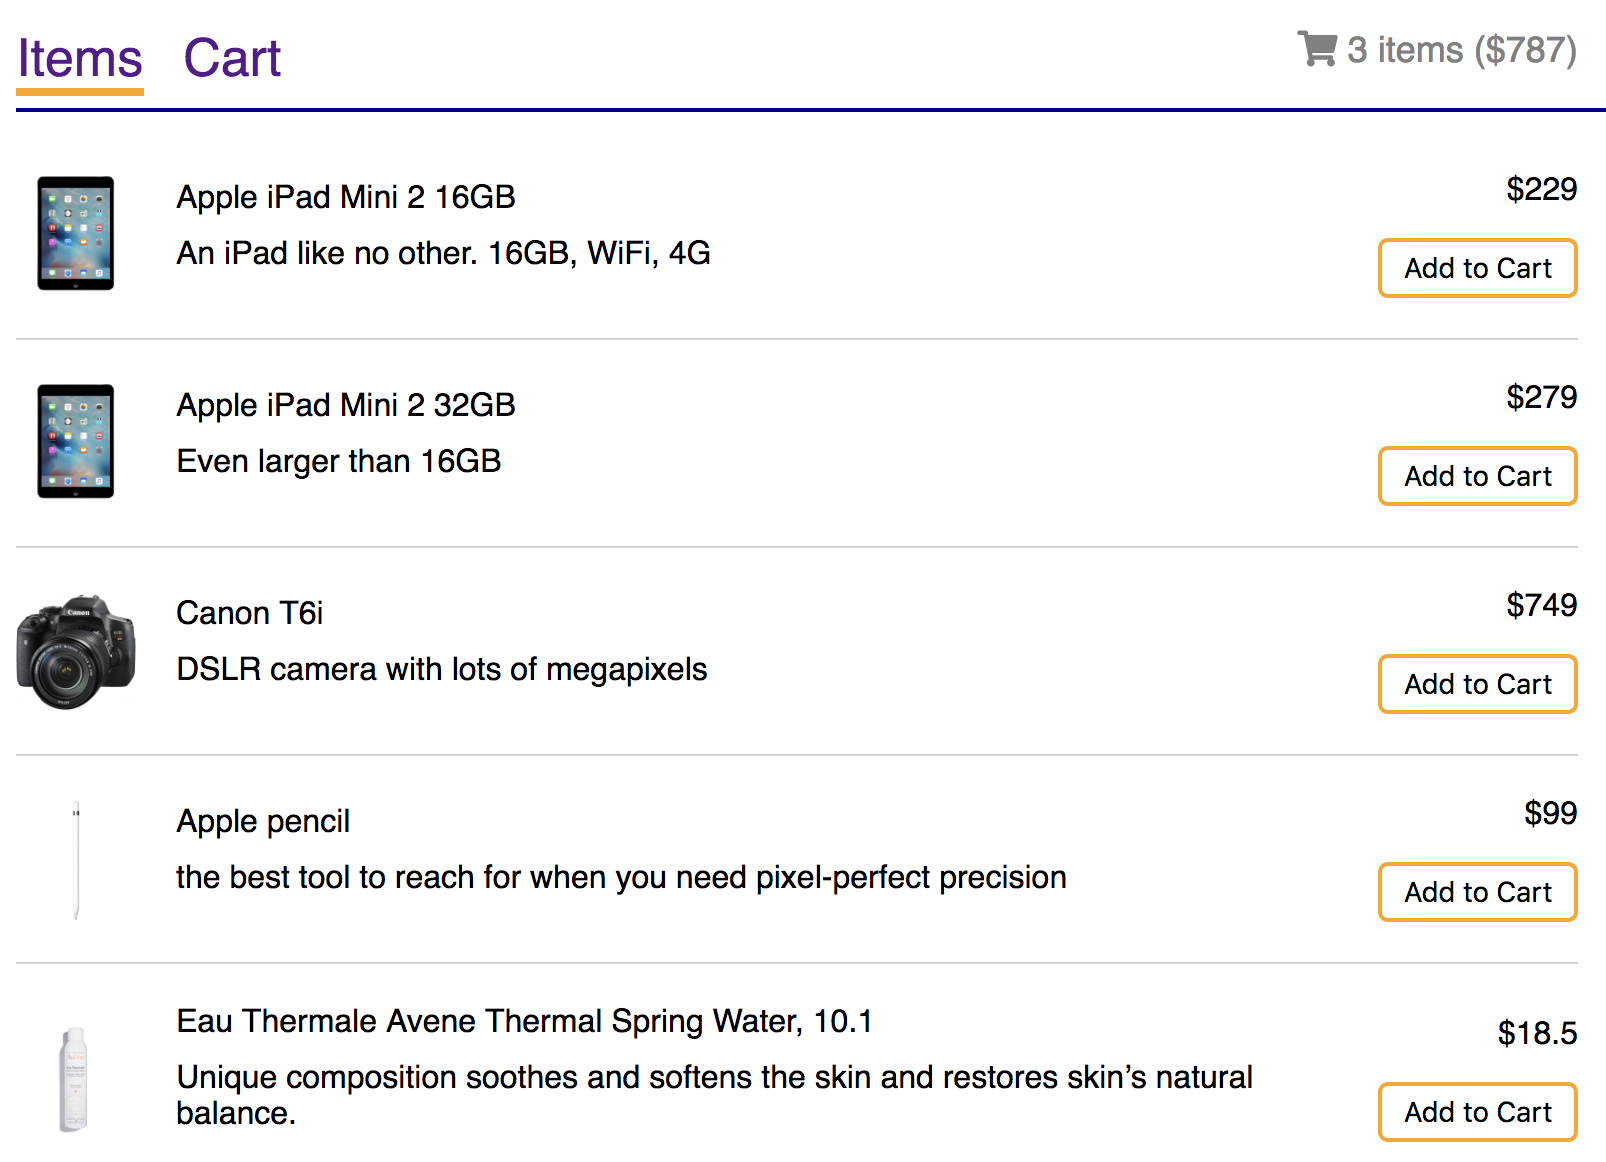 Items Cart 3 items ($787)
Apple iPad Mini 2 16GB $229
An iPad like no other. 16GB, WiFi, 4G
Add to Cart
Apple iPad Mini 2 32GB $279
Even larger than 16GB
Add to Cart
Canon
Canon T6i $749
DSLR camera with lots of megapixels
Add to Cart
Apple pencil $99
the best tool to reach for when you need pixel-perfect precision
Add to Cart
Eau Thermale Avene Thermal Spring Water, 10.1 $18.5
Unique composition soothes and softens the skin and restores skin’s natural
balance.
Add to Cart